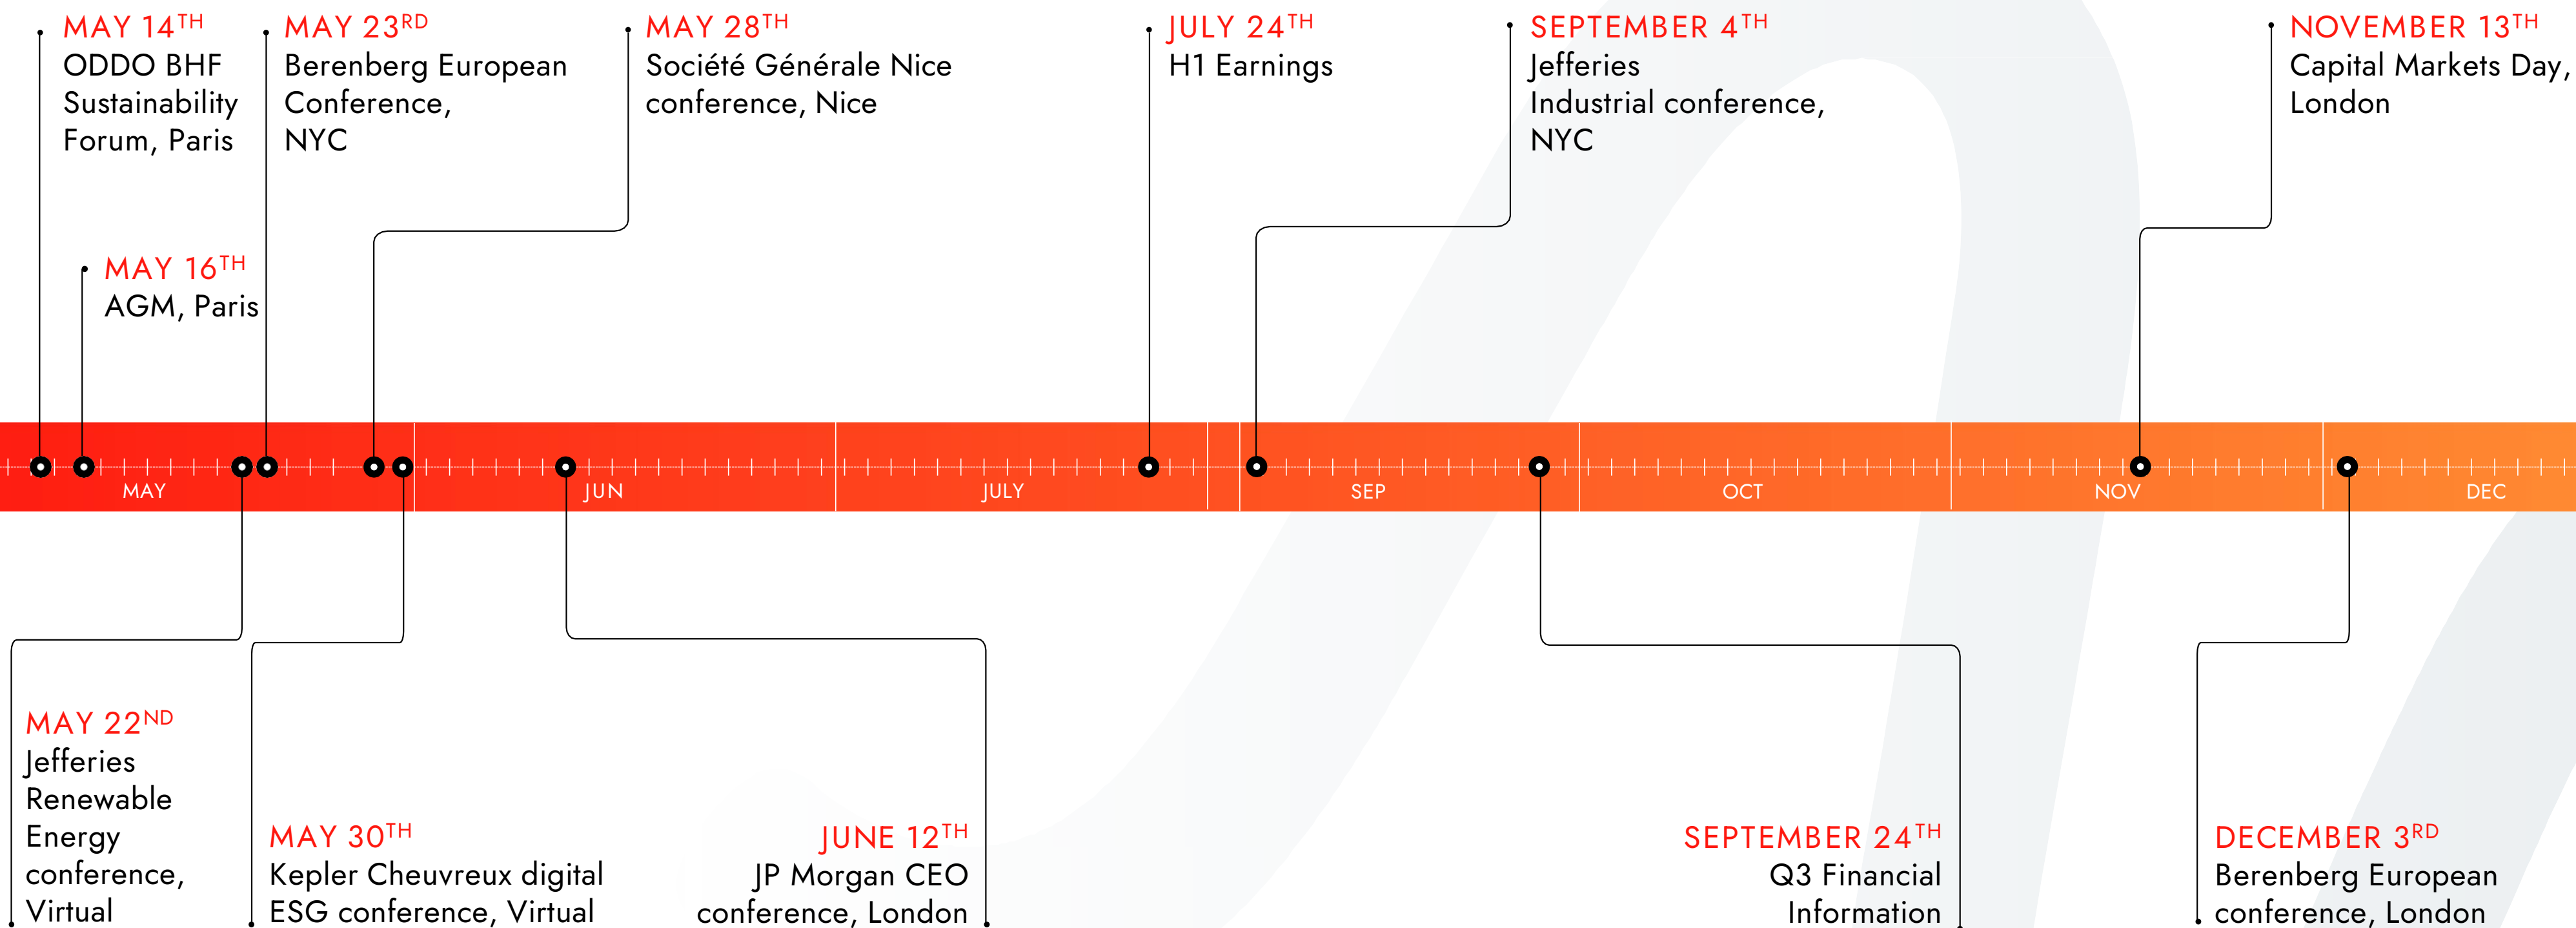 MAY 14TH
ODDO BHF
Sustainability
Forum, Paris
MAY 23RD
Berenberg European
Conference,
NYC
MAY 28TH
Société Générale Nice
conference, Nice
JULY 24TH
H1 Earnings
SEPTEMBER 4TH
Jefferies
Industrial conference,
NYC
NOVEMBER 13TH
Capital Markets Day,
London
MAY 16TH
AGM, Paris
MAY
JUN
JULY
SEP
OCT
NOV
DEC
MAY 22ND
Jefferies
Renewable
Energy
conference,
Virtual
MAY 30TH
Kepler Cheuvreux digital
ESG conference, Virtual
JUNE 12TH
JP Morgan CEO
conference, London
SEPTEMBER 24TH
Q3 Financial
Information
DECEMBER 3RD
Berenberg European
conference, London